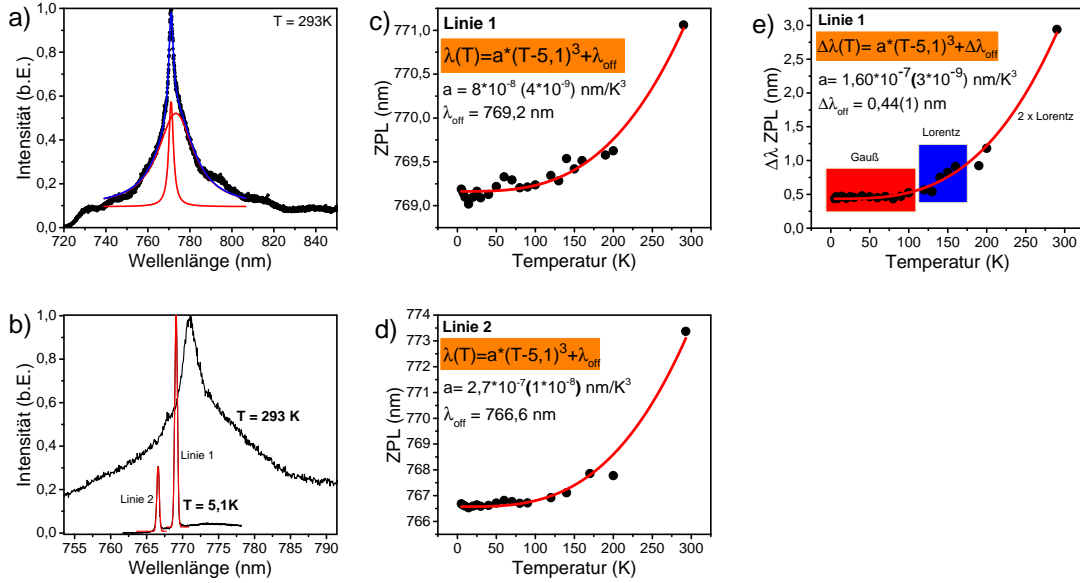 a)
T = 293K
Intensität (b.E.)
1,0
0,8
0,6
0,4
0,2
0,0
720 740 760 780 800 820 840
Wellenlänge (nm)
b)
Intensität (b.E.)
1,0
0,8
0,6
0,4
0,2
0,0
T = 293 K
Linie 1
Linie 2
T = 5,1K
755 760 765 770 775 780 785 790
Wellenlänge (nm)
c)
Linie 1
λ(T)=a*(T-5,1)³+λoff
a = 8*10⁻⁸ (4*10⁻⁹) nm/K³
λoff = 769,2 nm
ZPL (nm)
771,0
770,5
770,0
769,5
769,0
0 50 100 150 200 250 300
Temperatur (K)
d)
Linie 2
λ(T)=a*(T-5,1)³+λoff
a= 2,7*10⁻⁷(1*10⁻⁸) nm/K³
λoff = 766,6 nm
ZPL (nm)
774
773
772
771
770
769
768
767
766
0 50 100 150 200 250 300
Temperatur (K)
e)
Linie 1
Δλ(T)= a*(T-5,1)³+Δλoff
a= 1,60*10⁻⁷(3*10⁻⁹) nm/K³
Δλoff = 0,44(1) nm
2 x Lorentz
Lorentz
Gauß
Δλ ZPL (nm)
3,0
2,5
2,0
1,5
1,0
0,5
0,0
0 50 100 150 200 250 300
Temperatur (K)